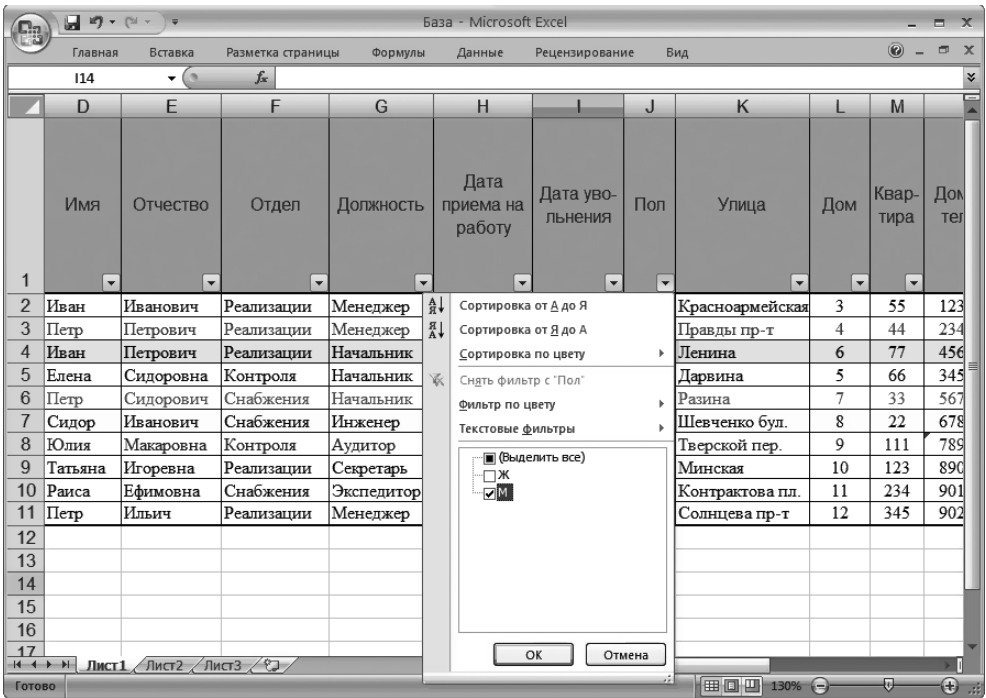 База - Microsoft Excel
Главная Вставка Разметка страницы Формулы Данные Рецензирование Вид
I14 fx
D E F G H I J K L M
1 Имя Отчество Отдел Должность Дата приема на работу Дата уво-льнения Пол Улица Дом Квар-тира Дом тел
2 Иван Иванович Реализации Менеджер Красноармейская 3 55 123
3 Петр Петрович Реализации Менеджер Правды пр-т 4 44 234
4 Иван Петрович Реализации Начальник Ленина 6 77 456
5 Елена Сидоровна Контроля Начальник Дарвина 5 66 345
6 Петр Сидорович Снабжения Начальник Разина 7 33 567
7 Сидор Иванович Снабжения Инженер Шевченко бул. 8 22 678
8 Юлия Макаровна Контроля Аудитор Тверской пер. 9 111 789
9 Татьяна Игоревна Реализации Секретарь Минская 10 123 890
10 Раиса Ефимовна Снабжения Экспедитор Контрактова пл. 11 234 901
11 Петр Ильич Реализации Менеджер Солнцева пр-т 12 345 902
12
13
14
15
16
17
Сортировка от А до Я
Сортировка от Я до А
Сортировка по цвету
Снять фильтр с "Пол"
Фильтр по цвету
Текстовые фильтры
(Выделить все)
Ж
М
ОК Отмена
Лист1 Лист2 Лист3
Готово 130%